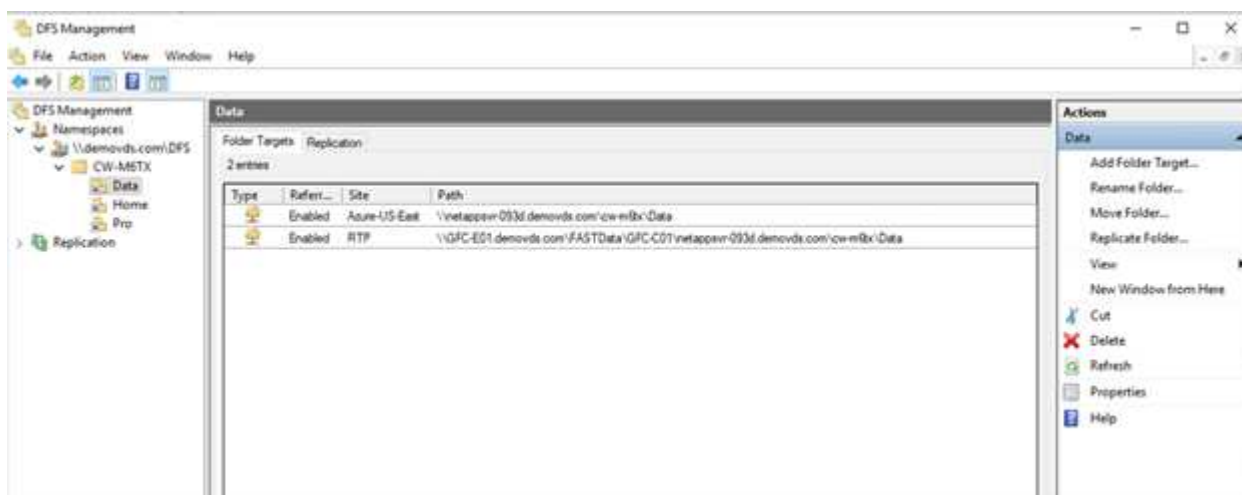 DFS Management
File Action View Window Help
DFS Management
Namespaces
\\demovds.com\DFS
CW-M6TX
Data
Home
Pro
Replication
Data
Folder Targets Replication
2 entries
Type Referr... Site Path
Enabled Azure-US-East \\netappsvr-093d.demovds.com\cw-m6tx\Data
Enabled RTP \\GFC-E01.demovds.com\FASTData\GFC-C01\netappsvr-093d.demovds.com\cw-m6tx\Data
Actions
Data
Add Folder Target...
Rename Folder...
Move Folder...
Replicate Folder...
View
New Window from Here
Cut
Delete
Refresh
Properties
Help